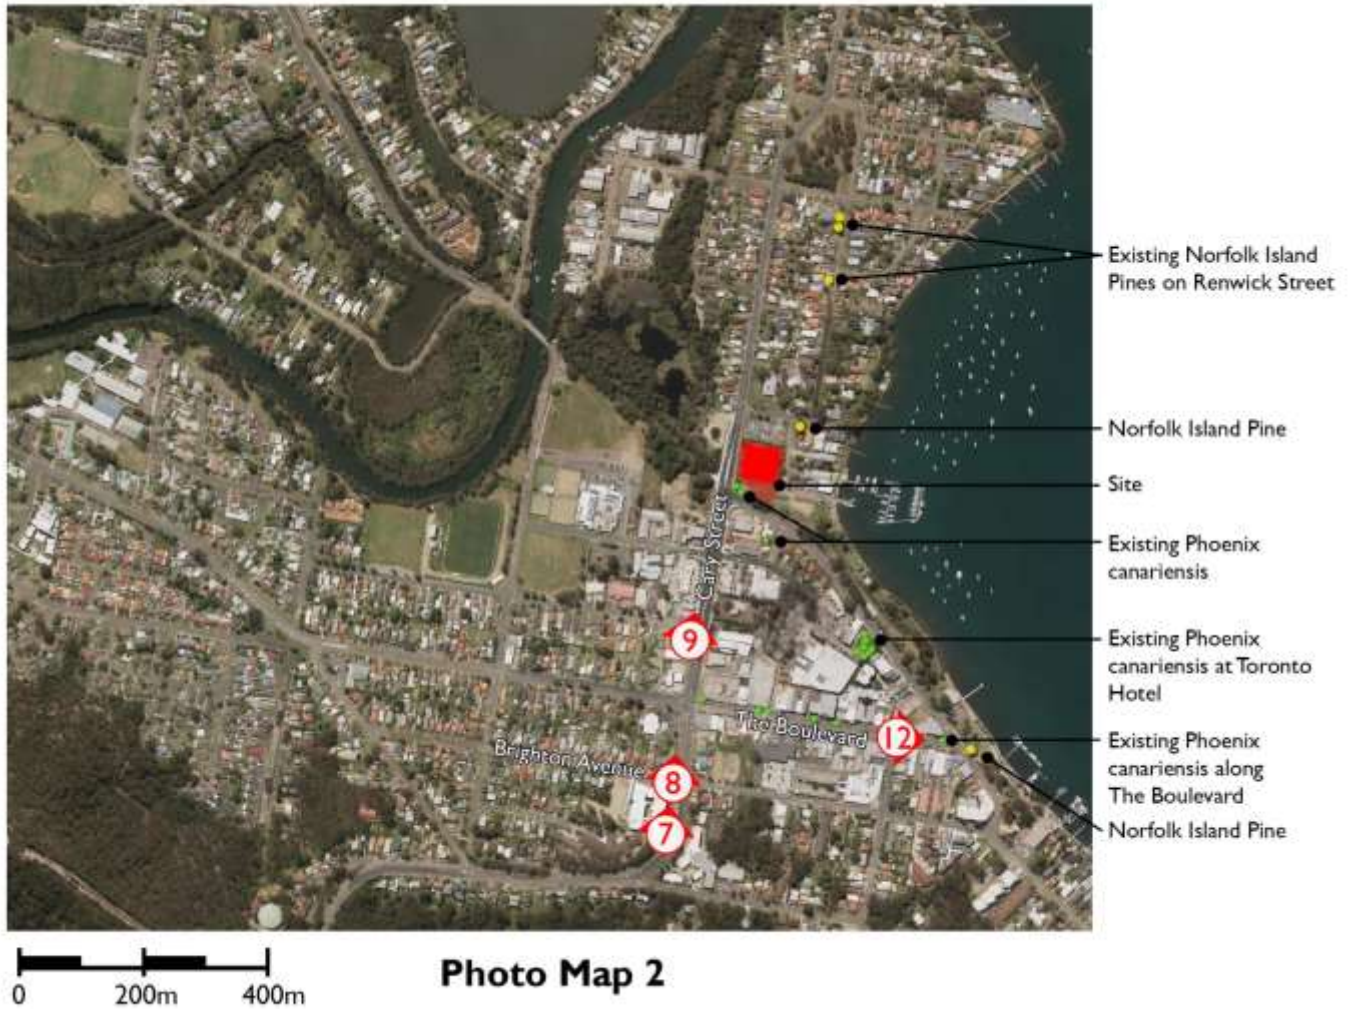 Existing Norfolk Island
Pines on Renwick Street
Norfolk Island Pine
Site
Cary Street
Existing Phoenix
canariensis
9
Existing Phoenix
canariensis at Toronto
Hotel
The Boulevard
12
Existing Phoenix
canariensis along
The Boulevard
Brighton Avenue
8
7
Norfolk Island Pine
0
200m
400m
Photo Map 2